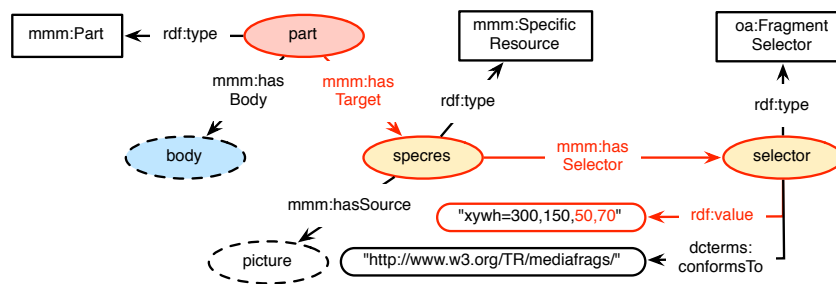 mmm:Part
rdf:type
part
mmm:Specific
Resource
oa:Fragment
Selector
mmm:has
Body
mmm:has
Target
rdf:type
rdf:type
body
specres
mmm:has
Selector
selector
mmm:hasSource
"xywh=300,150,50,70"
rdf:value
picture
"http://www.w3.org/TR/mediafrags/"
dcterms:
conformsTo